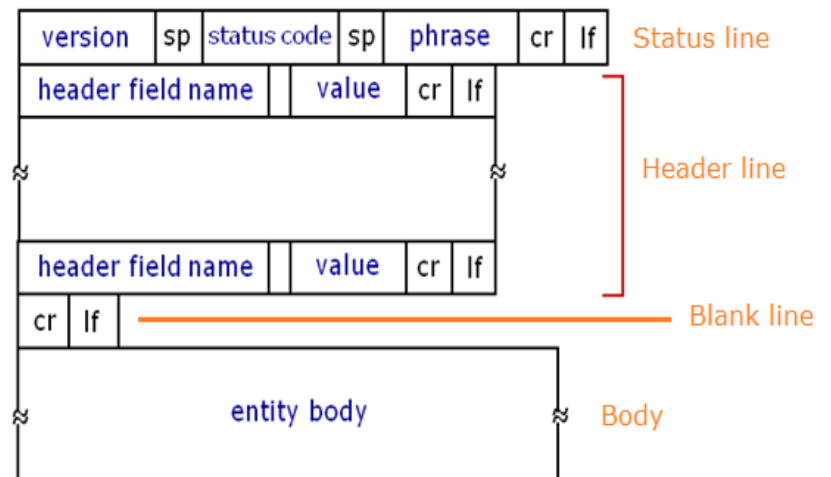 version sp status code sp phrase cr lf Status line
header field name value cr lf
Header line
header field name value cr lf
cr lf Blank line
entity body Body